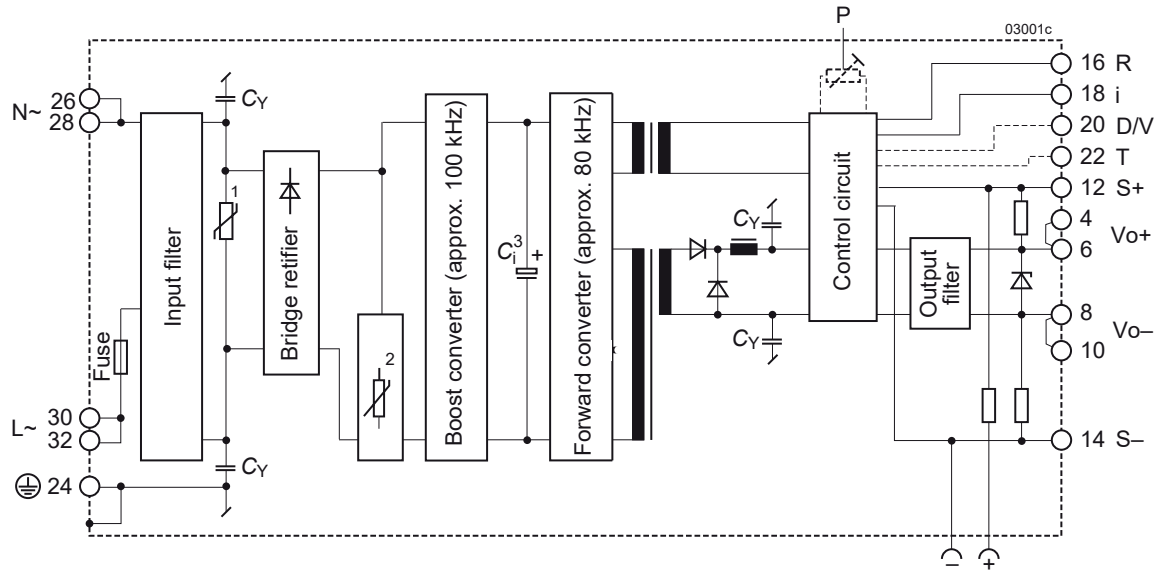 P
03001c
N~
26
28
C_Y
Input filter
Fuse
L~
30
32
24
C_Y
1
Bridge retifier
2
Boost converter (approx. 100 kHz)
C_i^3 +
Forward converter (approx. 80 kHz)
C_Y
C_Y
Control circuit
Output filter
16 R
18 i
20 D/V
22 T
12 S+
4
Vo+
6
8
Vo–
10
14 S–
– +